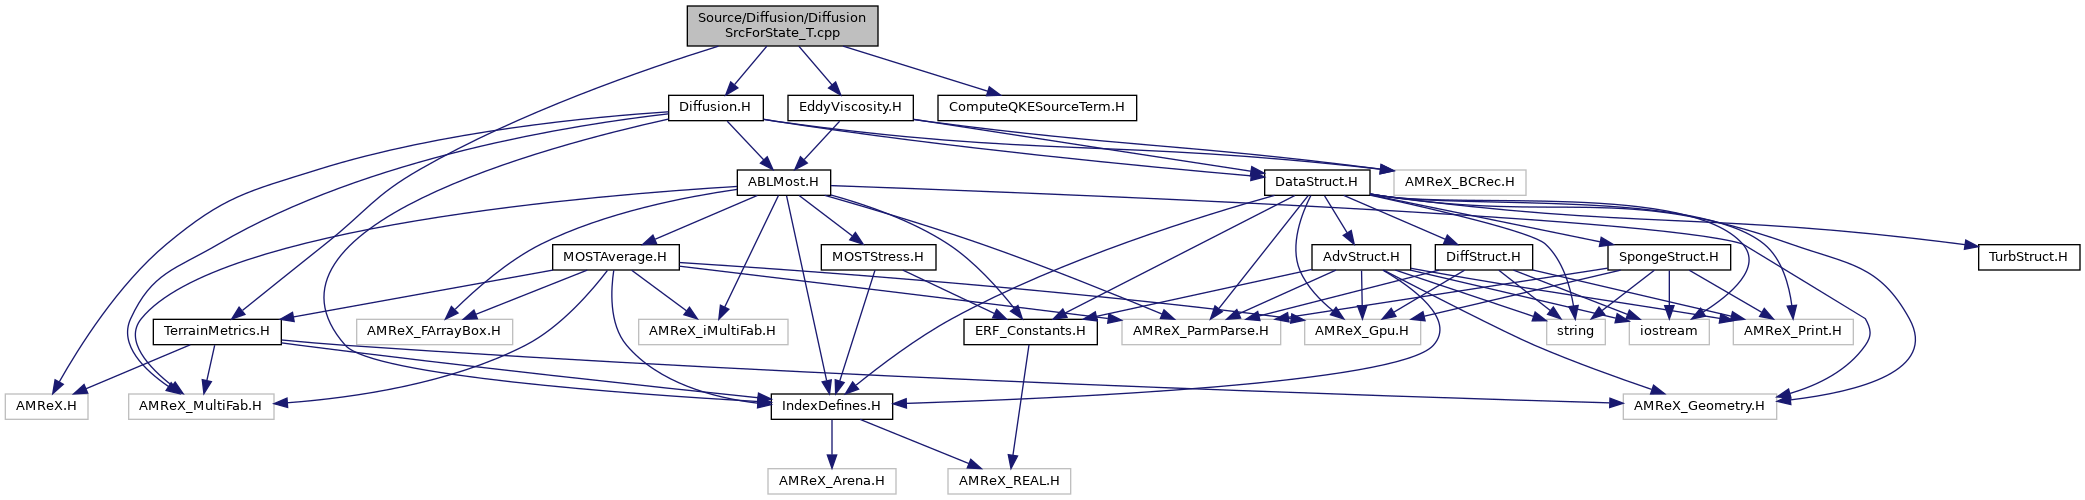 Source/Diffusion/Diffusion
SrcForState_T.cpp
Diffusion.H
EddyViscosity.H
ComputeQKESourceTerm.H
ABLMost.H
DataStruct.H
AMReX_BCRec.H
MOSTAverage.H
MOSTStress.H
AdvStruct.H
DiffStruct.H
SpongeStruct.H
TurbStruct.H
TerrainMetrics.H
AMReX_FArrayBox.H
AMReX_iMultiFab.H
ERF_Constants.H
AMReX_ParmParse.H
AMReX_Gpu.H
string
iostream
AMReX_Print.H
AMReX.H
AMReX_MultiFab.H
IndexDefines.H
AMReX_Geometry.H
AMReX_Arena.H
AMReX_REAL.H